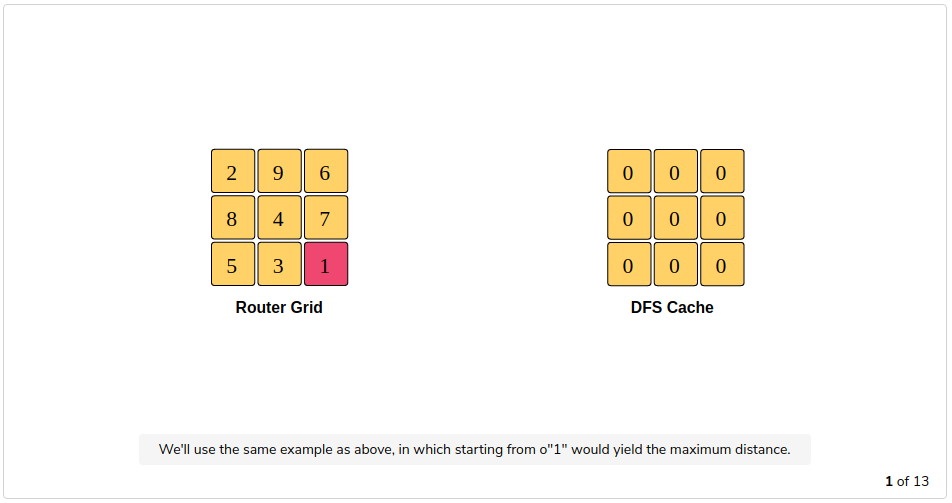 2 9 6 0 0 0
8 4 7 0 0 0
5 3 1 0 0 0
Router Grid DFS Cache
We'll use the same example as above, in which starting from o"1" would yield the maximum distance.
1 of 13